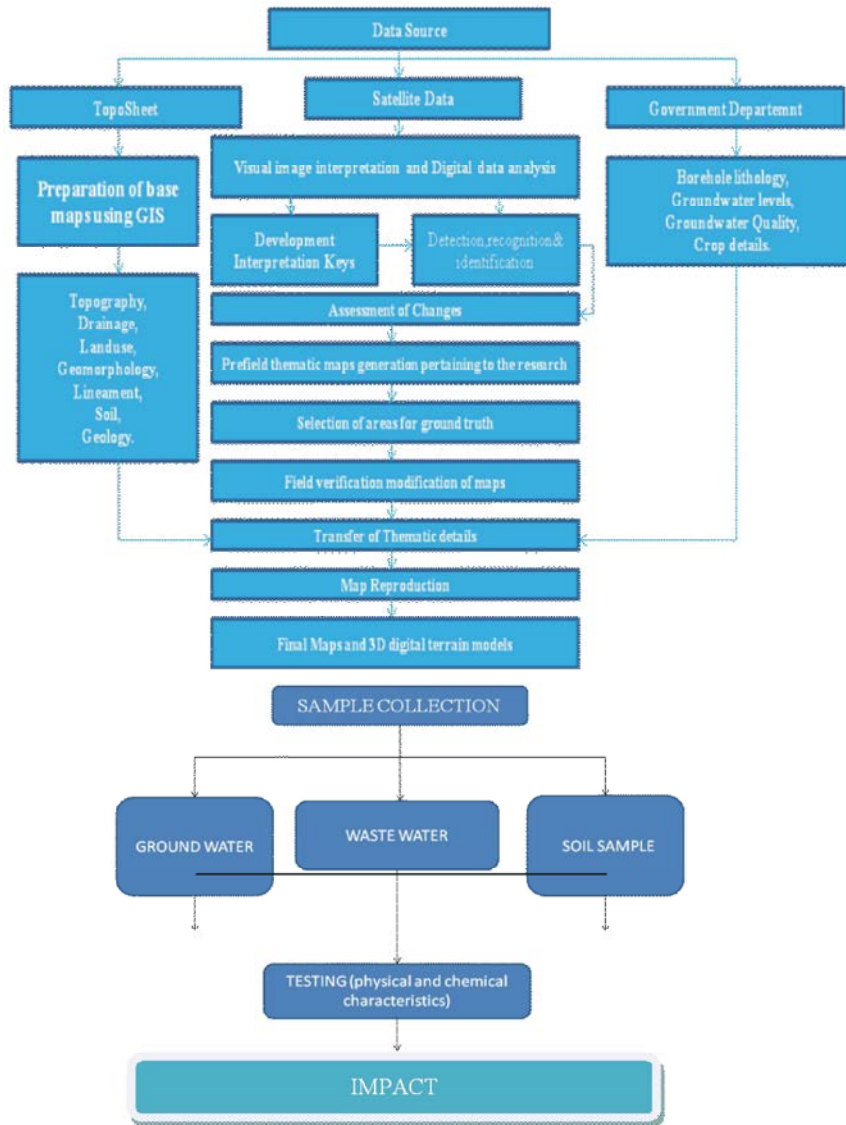 Data Source
TopoSheet
Satellite Data
Government Departemnt
Preparation of base
maps using GIS
Visual image interpretation and Digital data analysis
Borehole lithology,
Groundwater levels,
Groundwater Quality,
Crop details.
Development
Interpretation Keys
Detection,recognition&
identification
Topography,
Drainage,
Landuse,
Geomorphology,
Lineament,
Soil,
Geology.
Assessment of Changes
Prefield thematic maps generation pertaining to the research
Selection of areas for ground truth
Field verification modification of maps
Transfer of Thematic details
Map Reproduction
Final Maps and 3D digital terrain models
SAMPLE COLLECTION
GROUND WATER
WASTE WATER
SOIL SAMPLE
TESTING (physical and chemical
characteristics)
IMPACT